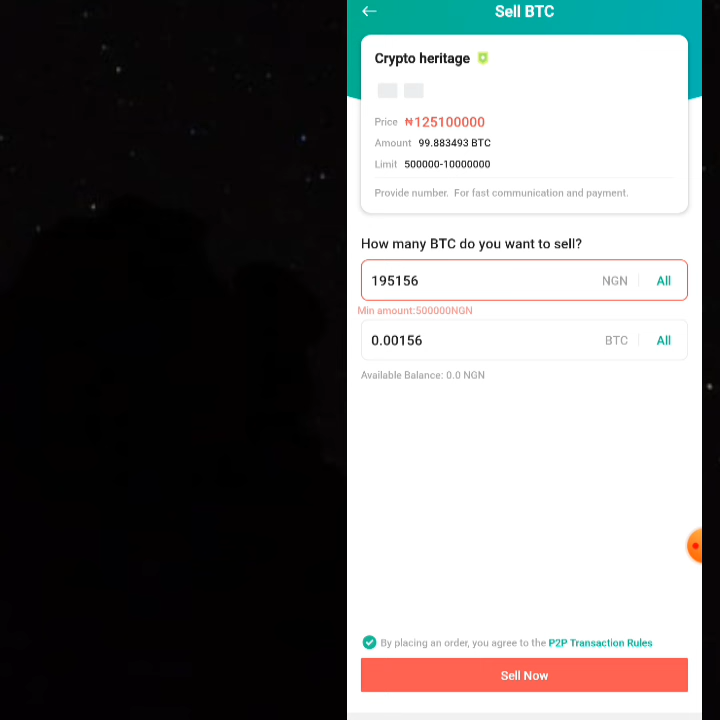 Sell BTC
Crypto heritage
Price ₦125100000
Amount 99.883493 BTC
Limit 500000-10000000
Provide number. For fast communication and payment.
How many BTC do you want to sell?
195156 NGN All
Min amount:500000NGN
0.00156 BTC All
Available Balance: 0.0 NGN
By placing an order, you agree to the P2P Transaction Rules
Sell Now